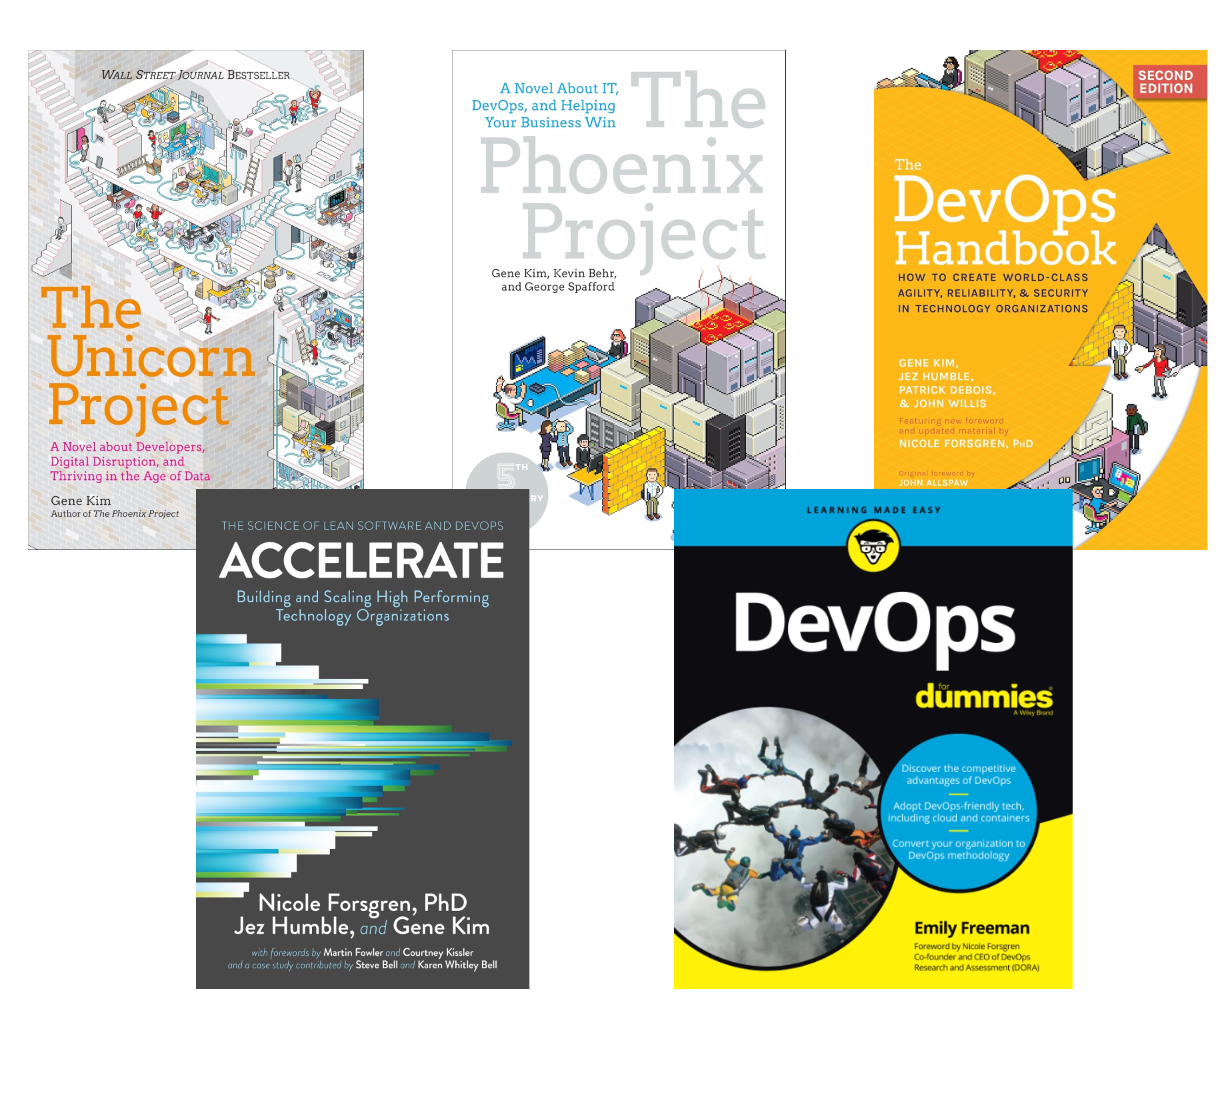 WALL STREET JOURNAL BESTSELLER
The
Unicorn
Project
A Novel about Developers,
Digital Disruption, and
Thriving in the Age of Data
Gene Kim
Author of The Phoenix Project
A Novel About IT,
DevOps, and Helping
Your Business Win
The
Phoenix
Project
Gene Kim, Kevin Behr,
and George Spafford
5TH
SECOND
EDITION
The
DevOps
Handbook
HOW TO CREATE WORLD-CLASS
AGILITY, RELIABILITY, & SECURITY
IN TECHNOLOGY ORGANIZATIONS
GENE KIM,
JEZ HUMBLE,
PATRICK DEBOIS,
& JOHN WILLIS
Featuring new foreword
and updated material by
NICOLE FORSGREN, PHD
Original foreword by
JOHN ALLSPAW
THE SCIENCE OF LEAN SOFTWARE AND DEVOPS
ACCELERATE
Building and Scaling High Performing
Technology Organizations
Nicole Forsgren, PhD
Jez Humble, and Gene Kim
with forewords by Martin Fowler and Courtney Kissler
and a case study contributed by Steve Bell and Karen Whitley Bell
LEARNING MADE EASY
DevOps
for
dummies®
A Wiley Brand
Discover the competitive
advantages of DevOps
Adopt DevOps-friendly tech,
including cloud and containers
Convert your organization to
DevOps methodology
Emily Freeman
Foreword by Nicole Forsgren
Co-founder and CEO of DevOps
Research and Assessment (DORA)